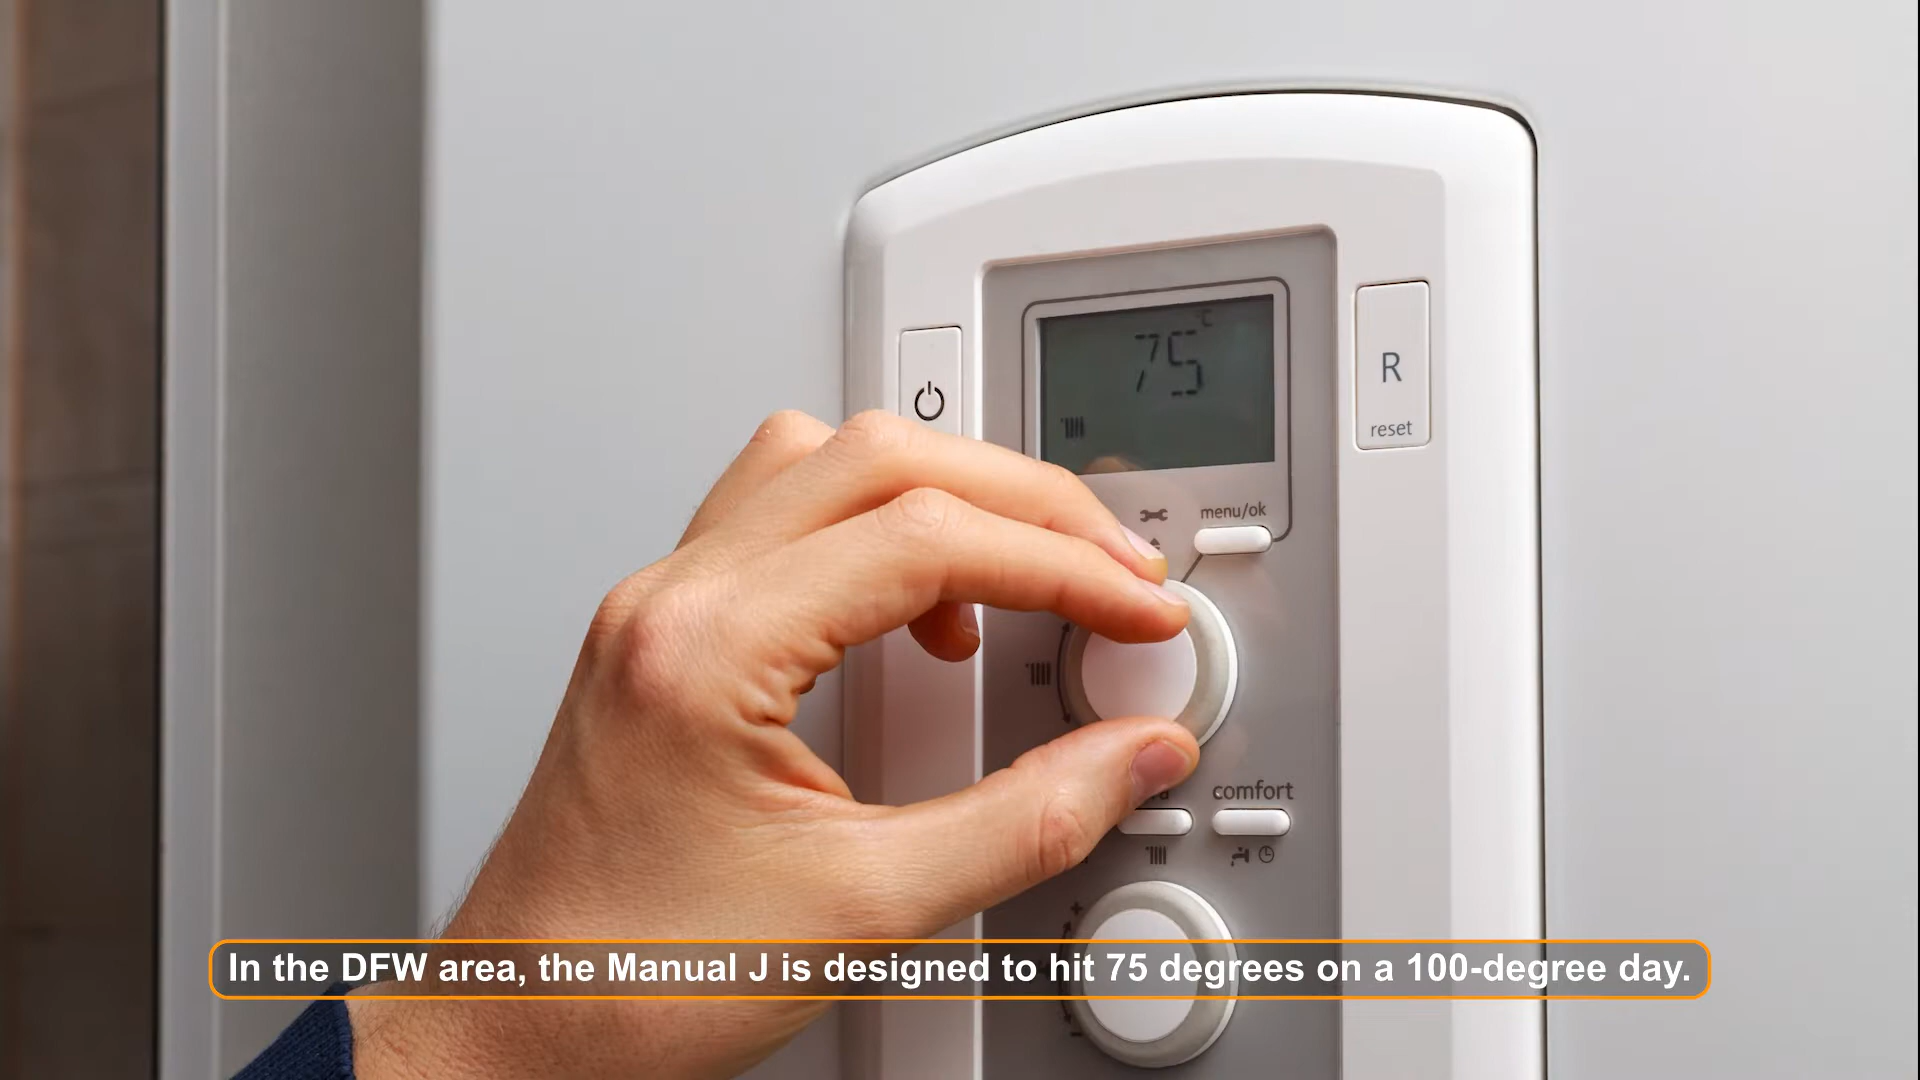 °C
75
R
reset
menu/ok
comfort
In the DFW area, the Manual J is designed to hit 75 degrees on a 100-degree day.